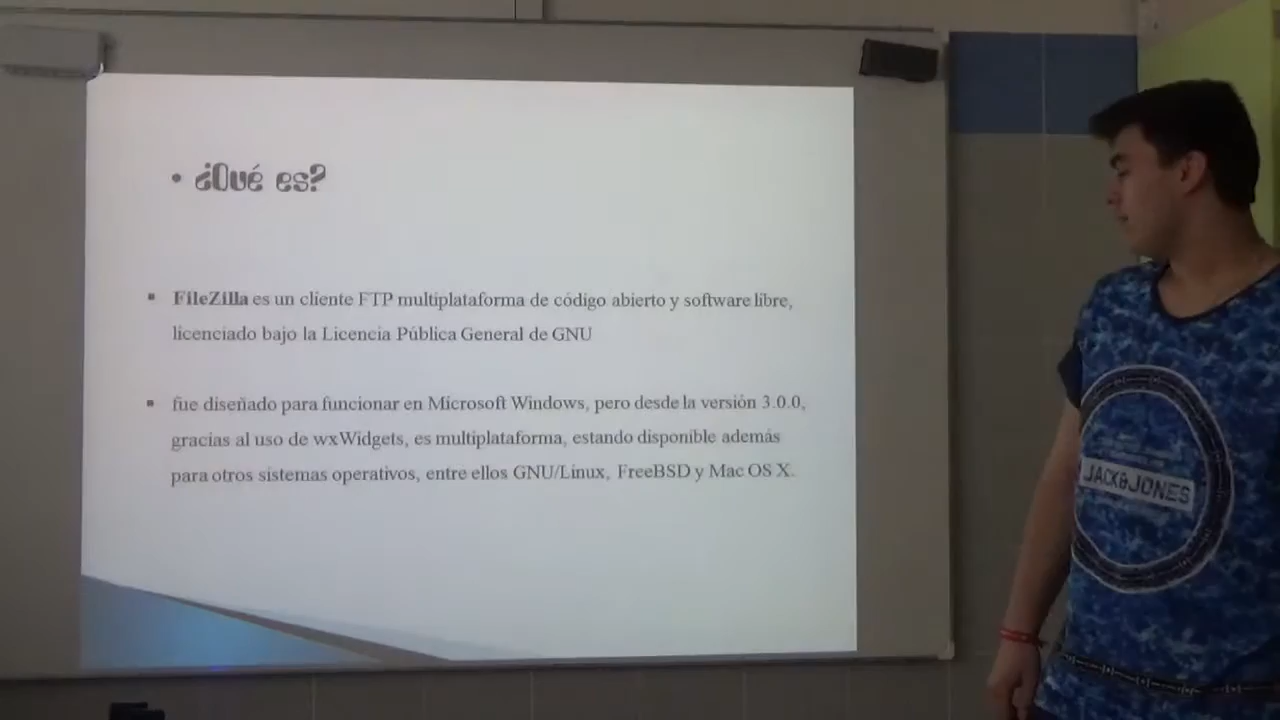 • ¿Qué es?
▪ FileZilla es un cliente FTP multiplataforma de código abierto y software libre,
licenciado bajo la Licencia Pública General de GNU
▪ fue diseñado para funcionar en Microsoft Windows, pero desde la versión 3.0.0,
gracias al uso de wxWidgets, es multiplataforma, estando disponible además
para otros sistemas operativos, entre ellos GNU/Linux, FreeBSD y Mac OS X.
JACK&JONES